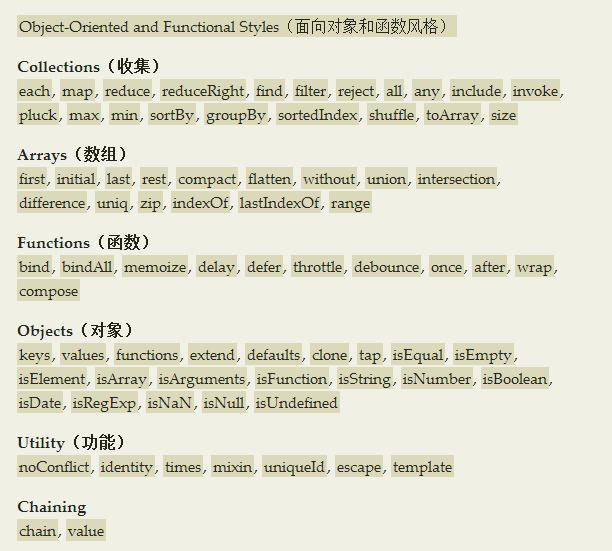 Object-Oriented and Functional Styles（面向对象和函数风格）
Collections（收集）
each, map, reduce, reduceRight, find, filter, reject, all, any, include, invoke,
pluck, max, min, sortBy, groupBy, sortedIndex, shuffle, toArray, size
Arrays（数组）
first, initial, last, rest, compact, flatten, without, union, intersection,
difference, uniq, zip, indexOf, lastIndexOf, range
Functions（函数）
bind, bindAll, memoize, delay, defer, throttle, debounce, once, after, wrap,
compose
Objects（对象）
keys, values, functions, extend, defaults, clone, tap, isEqual, isEmpty,
isElement, isArray, isArguments, isFunction, isString, isNumber, isBoolean,
isDate, isRegExp, isNaN, isNull, isUndefined
Utility（功能）
noConflict, identity, times, mixin, uniqueId, escape, template
Chaining
chain, value